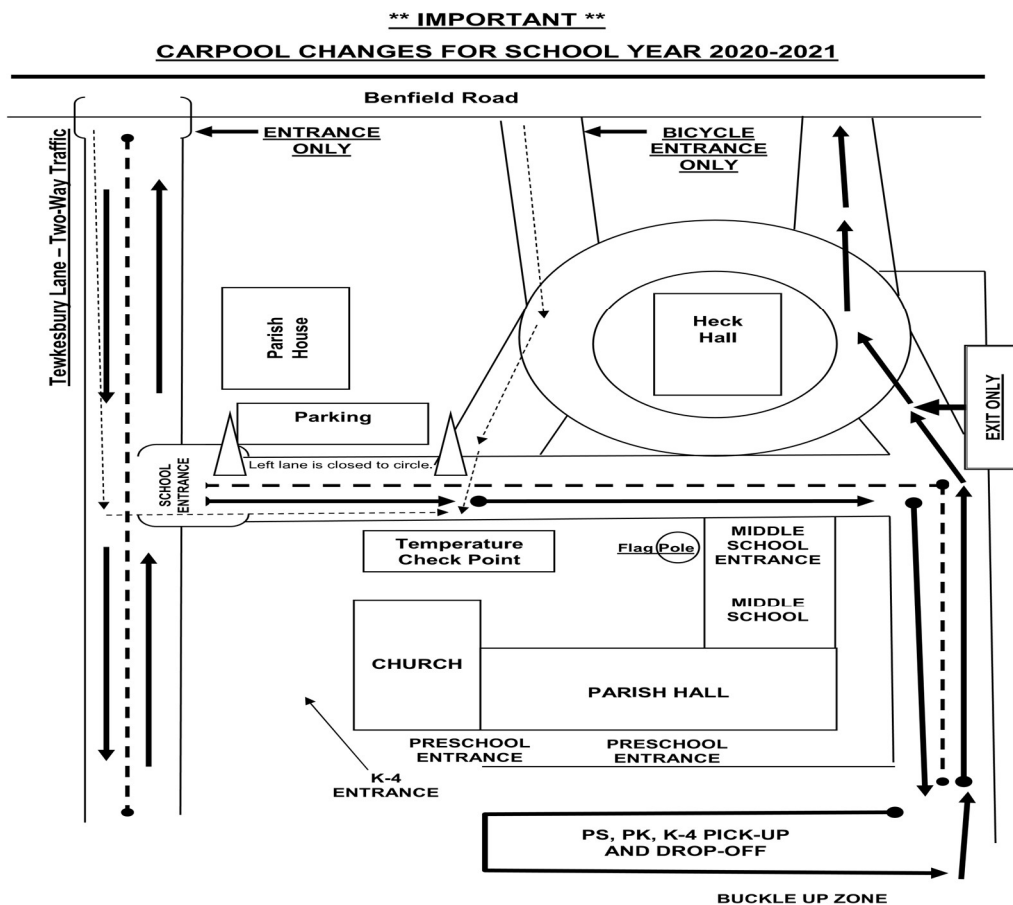 ** IMPORTANT **
CARPOOL CHANGES FOR SCHOOL YEAR 2020-2021
Benfield Road
Tewkesbury Lane – Two-Way Traffic
ENTRANCE
ONLY
BICYCLE
ENTRANCE
ONLY
Parish
House
Heck
Hall
EXIT ONLY
Parking
Left lane is closed to circle.
SCHOOL
ENTRANCE
Temperature
Check Point
Flag Pole
MIDDLE
SCHOOL
ENTRANCE
MIDDLE
SCHOOL
CHURCH
PARISH HALL
PRESCHOOL
ENTRANCE
PRESCHOOL
ENTRANCE
K-4
ENTRANCE
PS, PK, K-4 PICK-UP
AND DROP-OFF
BUCKLE UP ZONE